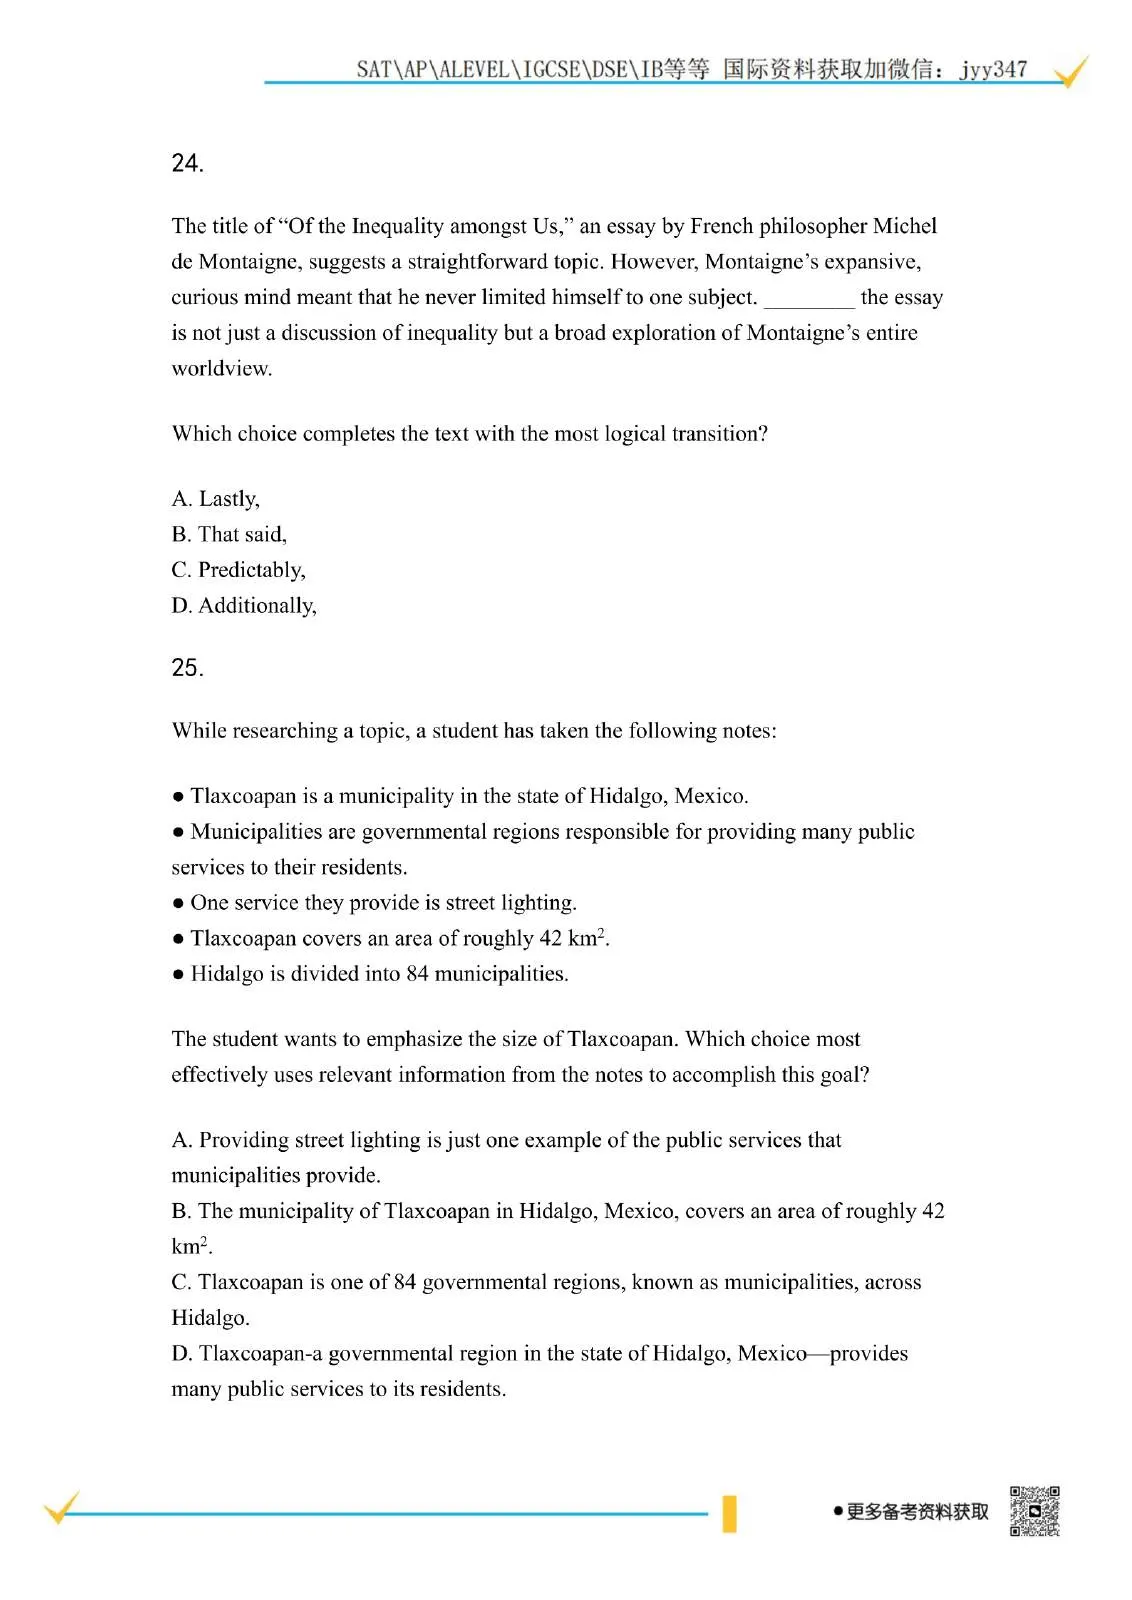 SAT\AP\ALEVEL\IGCSE\DSE\IB等等 国际资料获取加微信：jyy347
24.
The title of “Of the Inequality amongst Us,” an essay by French philosopher Michel
de Montaigne, suggests a straightforward topic. However, Montaigne’s expansive,
curious mind meant that he never limited himself to one subject. ________ the essay
is not just a discussion of inequality but a broad exploration of Montaigne’s entire
worldview.
Which choice completes the text with the most logical transition?
A. Lastly,
B. That said,
C. Predictably,
D. Additionally,
25.
While researching a topic, a student has taken the following notes:
● Tlaxcoapan is a municipality in the state of Hidalgo, Mexico.
● Municipalities are governmental regions responsible for providing many public
services to their residents.
● One service they provide is street lighting.
● Tlaxcoapan covers an area of roughly 42 km².
● Hidalgo is divided into 84 municipalities.
The student wants to emphasize the size of Tlaxcoapan. Which choice most
effectively uses relevant information from the notes to accomplish this goal?
A. Providing street lighting is just one example of the public services that
municipalities provide.
B. The municipality of Tlaxcoapan in Hidalgo, Mexico, covers an area of roughly 42
km².
C. Tlaxcoapan is one of 84 governmental regions, known as municipalities, across
Hidalgo.
D. Tlaxcoapan-a governmental region in the state of Hidalgo, Mexico—provides
many public services to its residents.
●更多备考资料获取